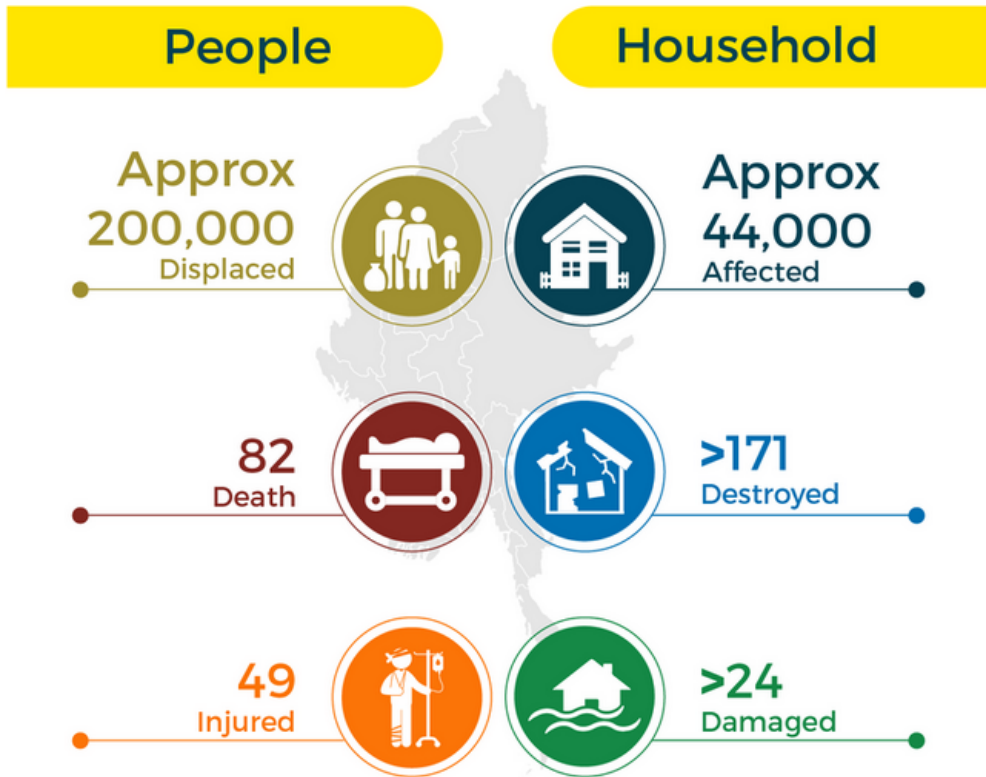 People
Household
Approx
200,000
Displaced
Approx
44,000
Affected
82
Death
>171
Destroyed
49
Injured
>24
Damaged